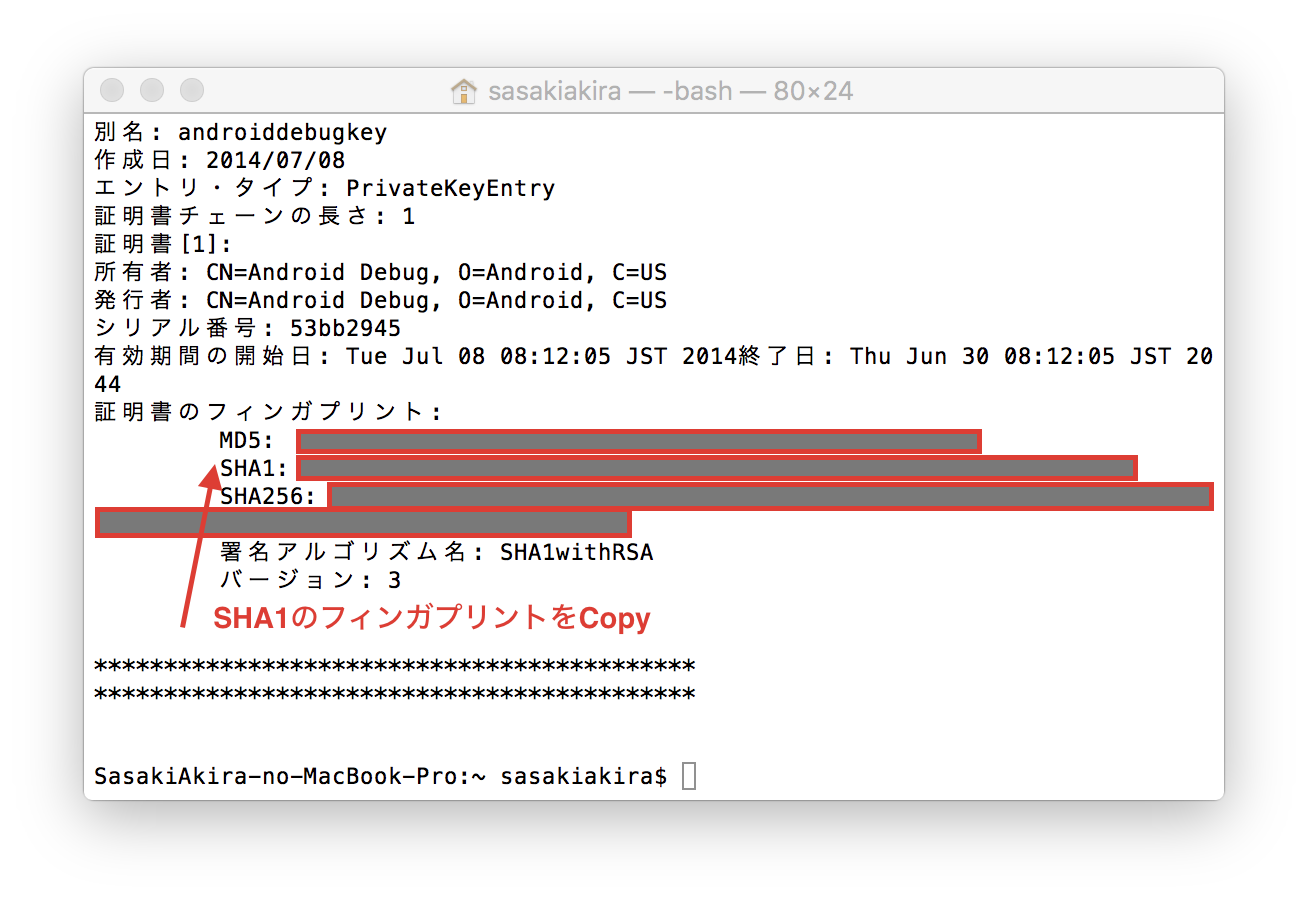 sasakiakira — -bash — 80×24
別名: androiddebugkey
作成日: 2014/07/08
エントリ・タイプ: PrivateKeyEntry
証明書チェーンの長さ: 1
証明書[1]:
所有者: CN=Android Debug, O=Android, C=US
発行者: CN=Android Debug, O=Android, C=US
シリアル番号: 53bb2945
有効期間の開始日: Tue Jul 08 08:12:05 JST 2014終了日: Thu Jun 30 08:12:05 JST 20
44
証明書のフィンガプリント:
MD5:
SHA1:
SHA256:
署名アルゴリズム名: SHA1withRSA
バージョン: 3
SHA1のフィンガプリントをCopy
*******************************************
*******************************************
SasakiAkira-no-MacBook-Pro:~ sasakiakira$